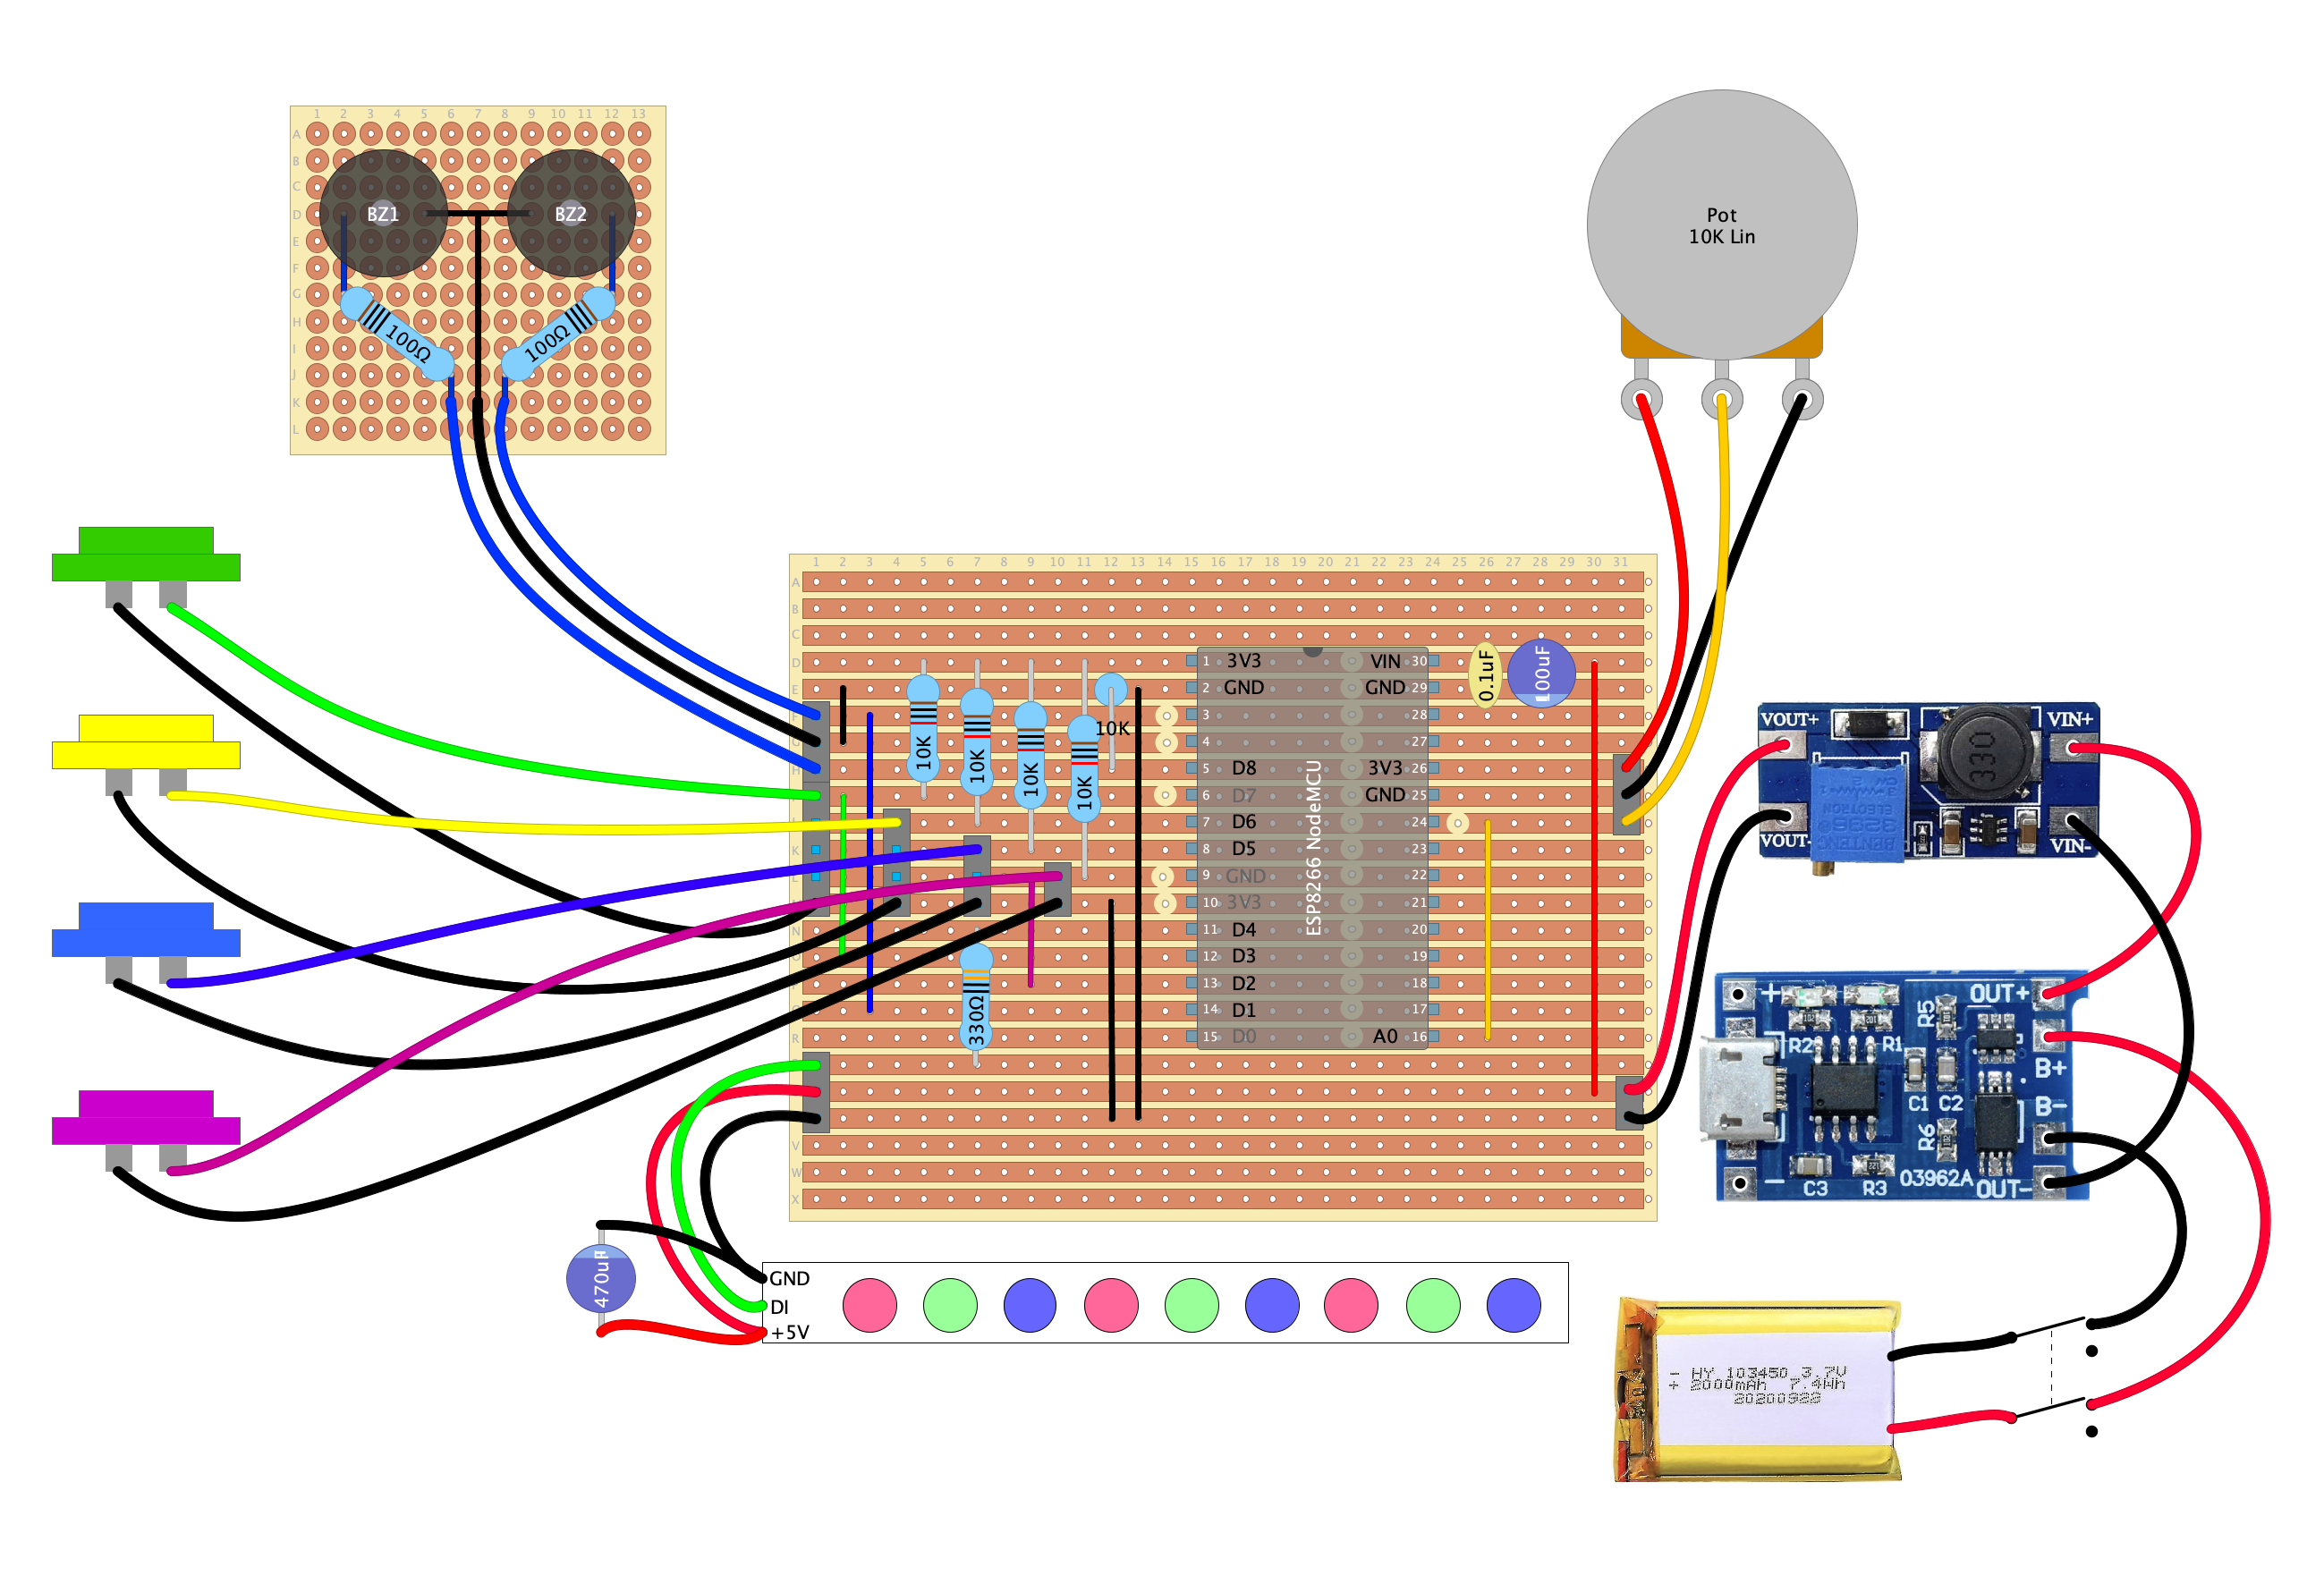 1 2 3 4 5 6 7 8 9 10 11 12 13
A
B
C
D
E
F
G
H
I
J
K
L
BZ1
BZ2
100Ω
100Ω
Pot
10K Lin
1 2 3 4 5 6 7 8 9 10 11 12 13 14 15 16 17 18 19 20 21 22 23 24 25 26 27 28 29 30 31
A
B
C
D
E
H
K
N
R
V
W
X
10K
10K
10K
10K
10K
330Ω
0.1uF
100uF
ESP8266 NodeMCU
1 3V3 VIN 30
2 GND GND 29
3 28
4 27
5 D8 3V3 26
6 D7 GND 25
7 D6 24
8 D5 23
9 GND 22
10 3V3 21
11 D4 20
12 D3 19
13 D2 18
14 D1 17
15 D0 A0 16
VOUT+
VIN+
330
VOUT-
VIN-
+
OUT+
R5
R2
R1
B+
C1
C2
B-
R6
C3
R3
03962A
OUT-
470uF
GND
DI
+5V
- HY 103450 3.7V
+ 2000mAh 7.4Wh
20200922